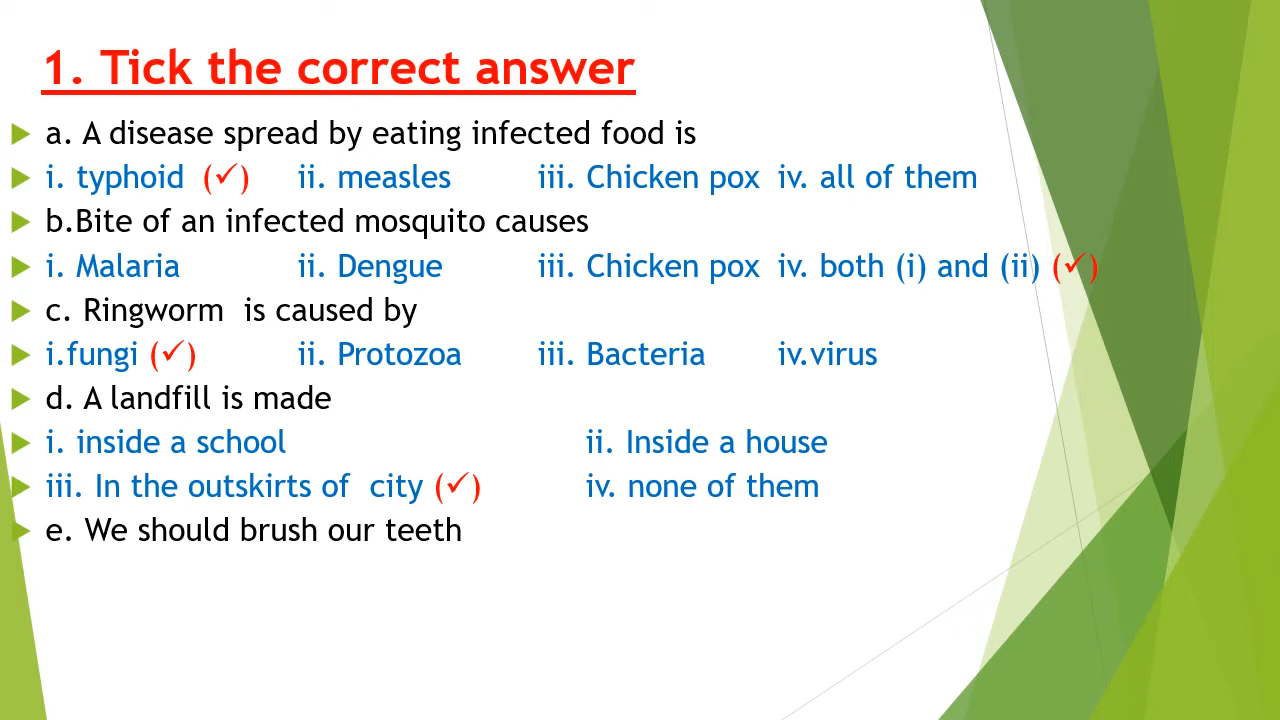 1. Tick the correct answer
a. A disease spread by eating infected food is
i. typhoid (✓) ii. measles iii. Chicken pox iv. all of them
b.Bite of an infected mosquito causes
i. Malaria ii. Dengue iii. Chicken pox iv. both (i) and (ii) (✓)
c. Ringworm is caused by
i.fungi (✓) ii. Protozoa iii. Bacteria iv.virus
d. A landfill is made
i. inside a school ii. Inside a house
iii. In the outskirts of city (✓) iv. none of them
e. We should brush our teeth